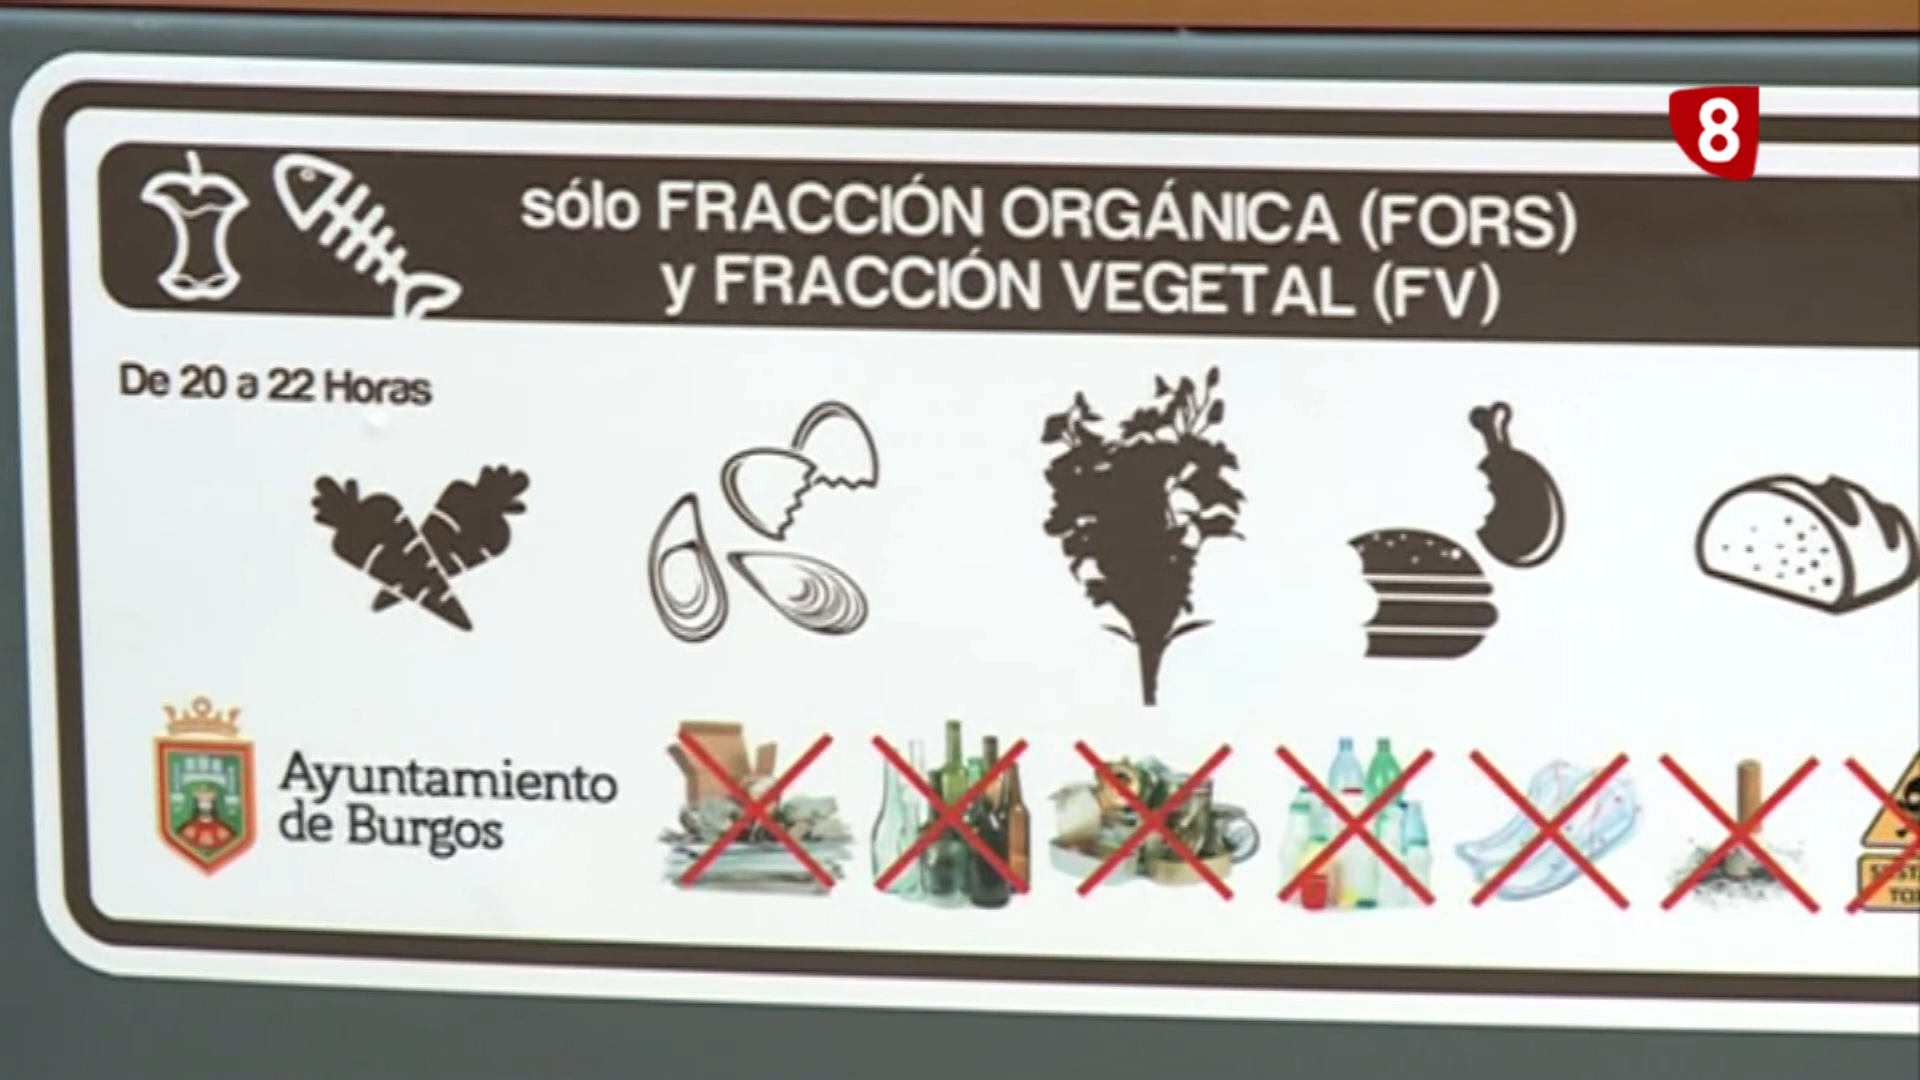 8
sólo FRACCIÓN ORGÁNICA (FORS)
y FRACCIÓN VEGETAL (FV)
De 20 a 22 Horas
Ayuntamiento
de Burgos